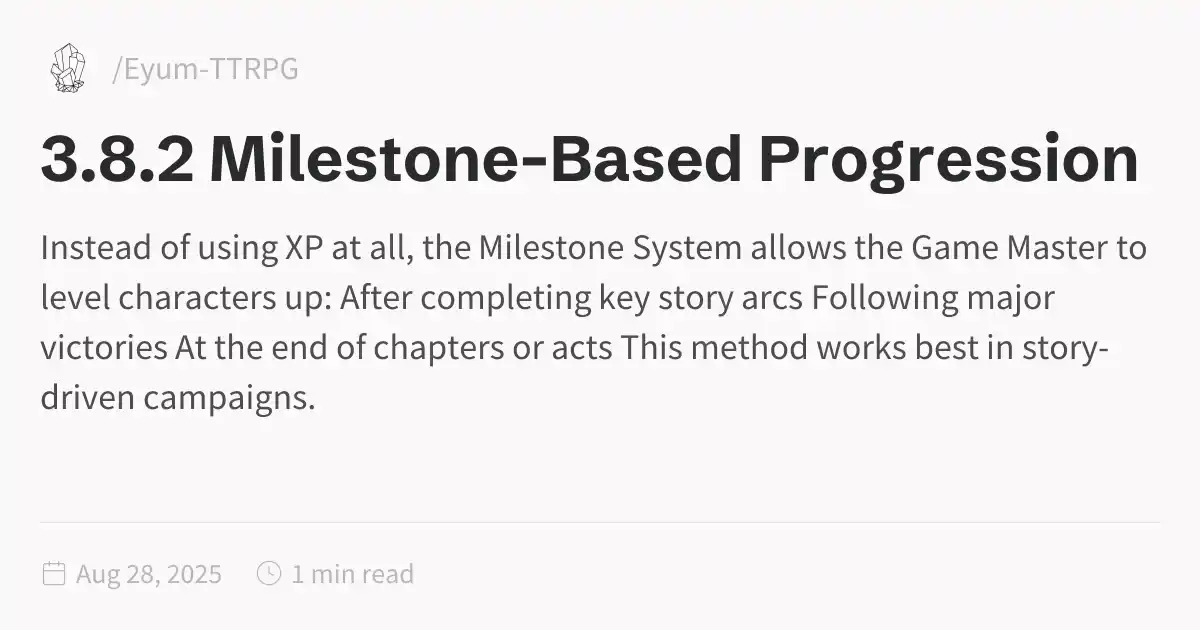 /Eyum-TTRPG
3.8.2 Milestone-Based Progression
Instead of using XP at all, the Milestone System allows the Game Master to
level characters up: After completing key story arcs Following major
victories At the end of chapters or acts This method works best in story-
driven campaigns.
Aug 28, 2025 1 min read